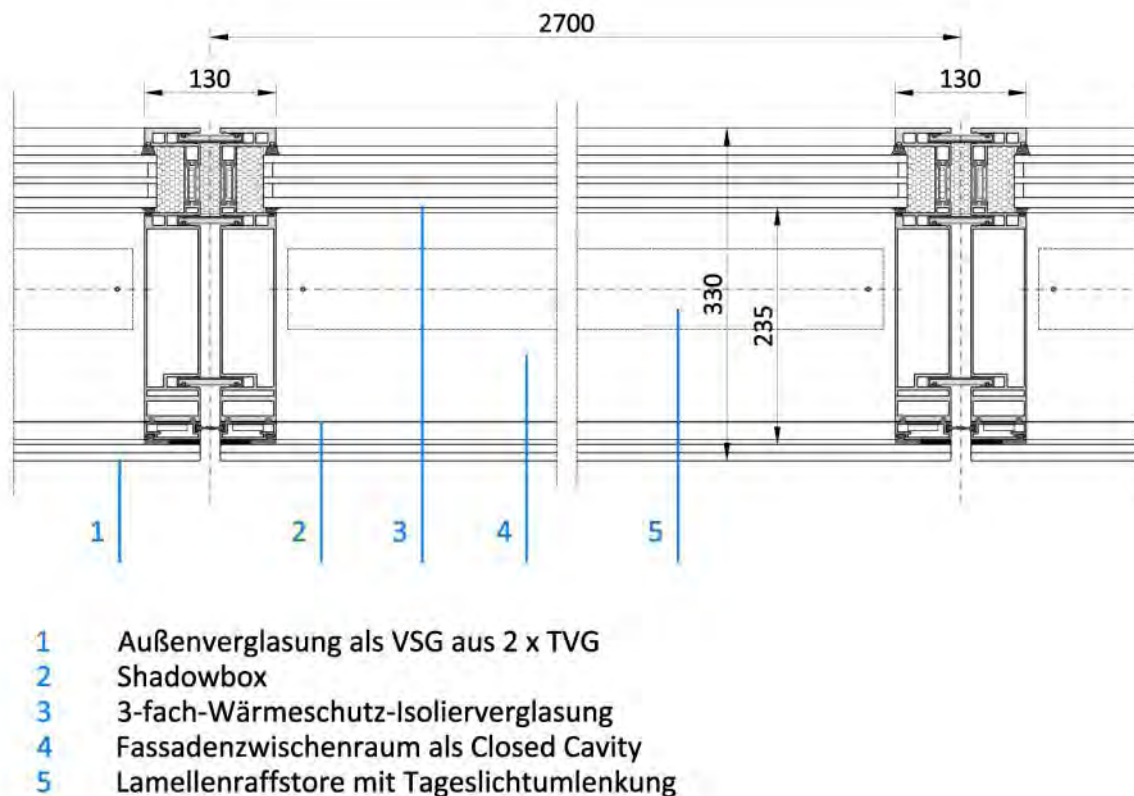 2700
130
130
330
235
1
2
3
4
5
1 Außenverglasung als VSG aus 2 x TVG
2 Shadowbox
3 3-fach-Wärmeschutz-Isolierverglasung
4 Fassadenzwischenraum als Closed Cavity
5 Lamellenraffstore mit Tageslichtumlenkung